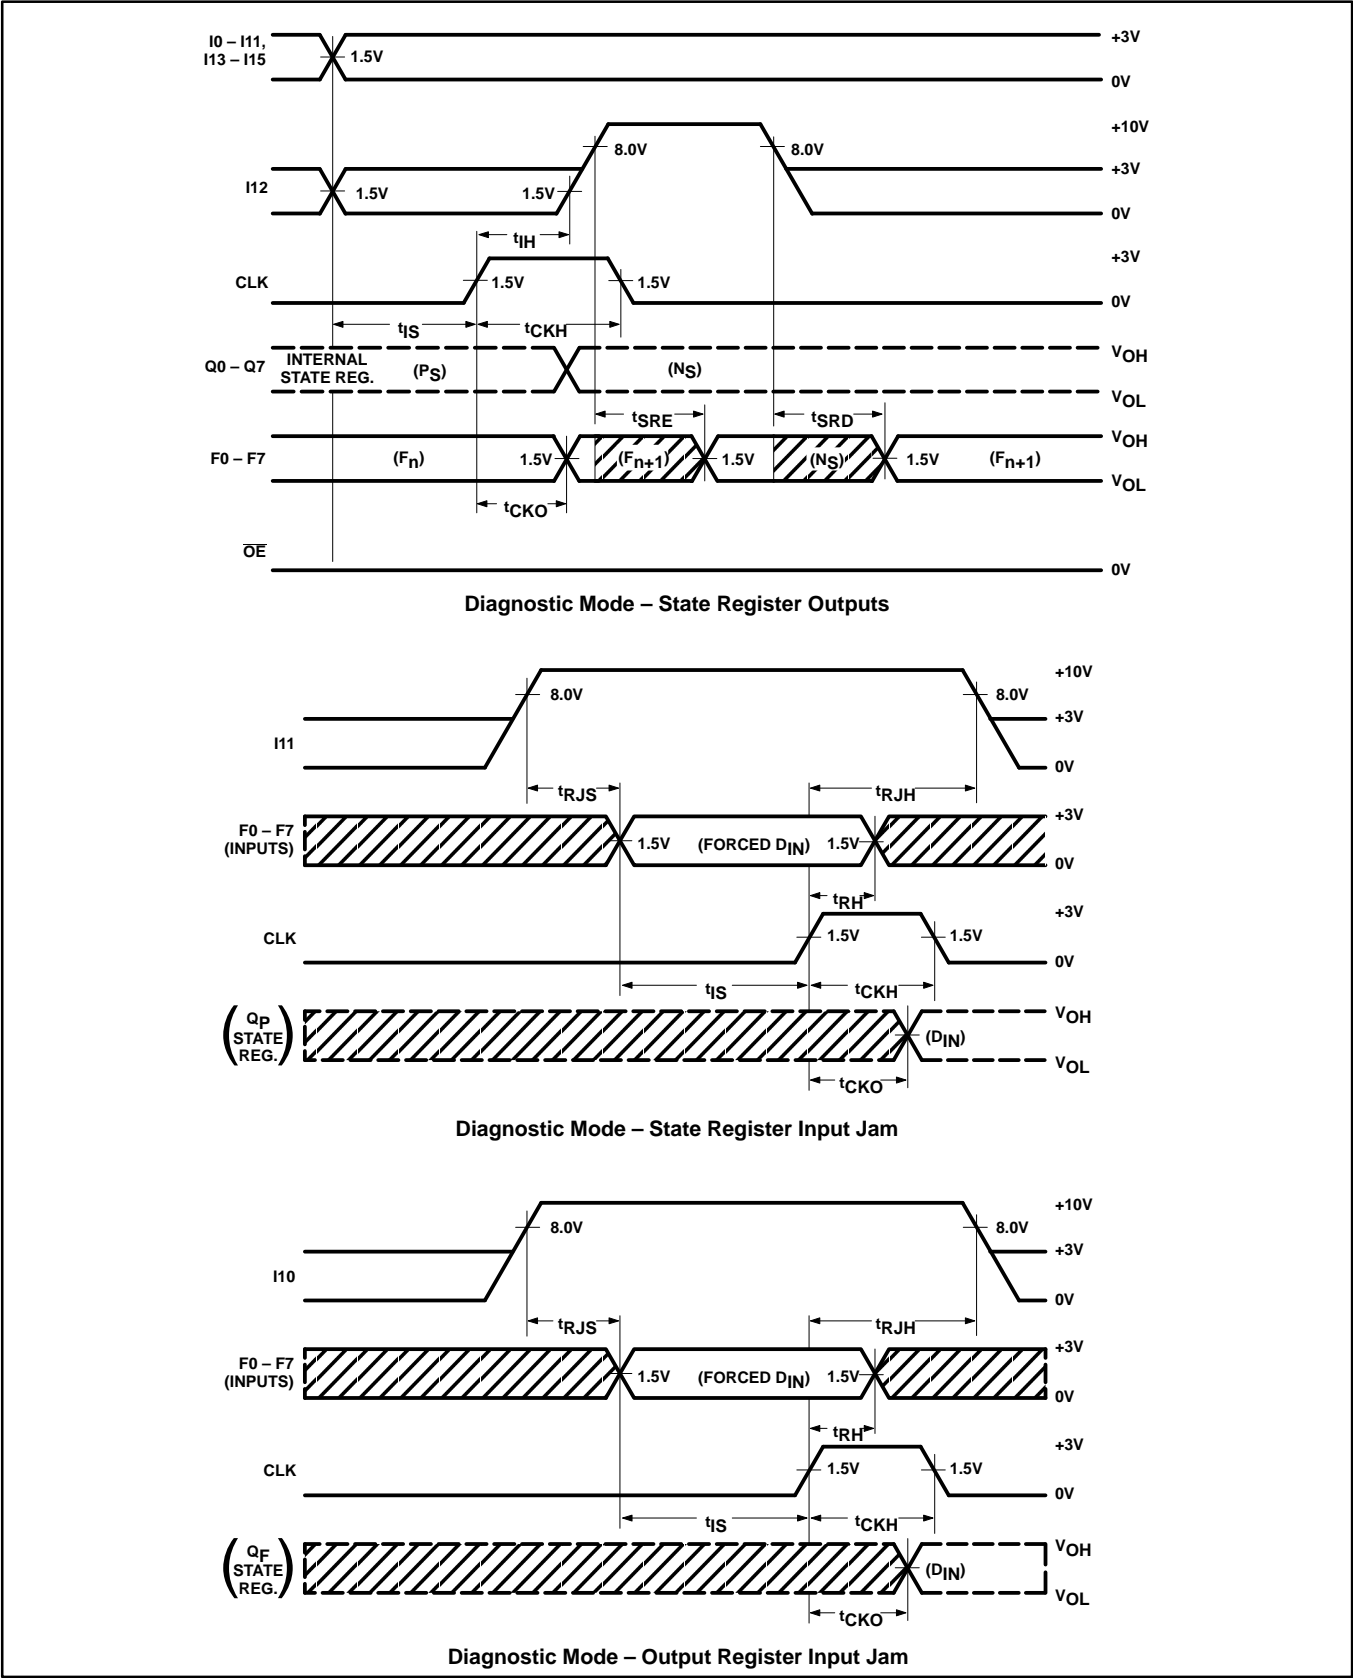 I0 – I11,
I13 – I15
1.5V
+3V
0V
+10V
8.0V
8.0V
+3V
I12
1.5V
1.5V
0V
tIH
+3V
CLK
1.5V
1.5V
0V
tIS
tCKH
Q0 – Q7
INTERNAL
STATE REG.
(PS)
(NS)
VOH
VOL
tSRE
tSRD
VOH
F0 – F7
(Fn)
1.5V
(Fn+1)
1.5V
(NS)
1.5V
(Fn+1)
VOL
tCKO
OE
0V
Diagnostic Mode – State Register Outputs
+10V
8.0V
8.0V
+3V
I11
0V
tRJS
tRJH
+3V
F0 – F7
(INPUTS)
1.5V
(FORCED DIN)
1.5V
0V
tRH
+3V
CLK
1.5V
1.5V
0V
tIS
tCKH
QP
STATE
REG.
(DIN)
VOH
VOL
tCKO
Diagnostic Mode – State Register Input Jam
+10V
8.0V
8.0V
+3V
I10
0V
tRJS
tRJH
+3V
F0 – F7
(INPUTS)
1.5V
(FORCED DIN)
1.5V
0V
tRH
+3V
CLK
1.5V
1.5V
0V
tIS
tCKH
QF
STATE
REG.
(DIN)
VOH
VOL
tCKO
Diagnostic Mode – Output Register Input Jam